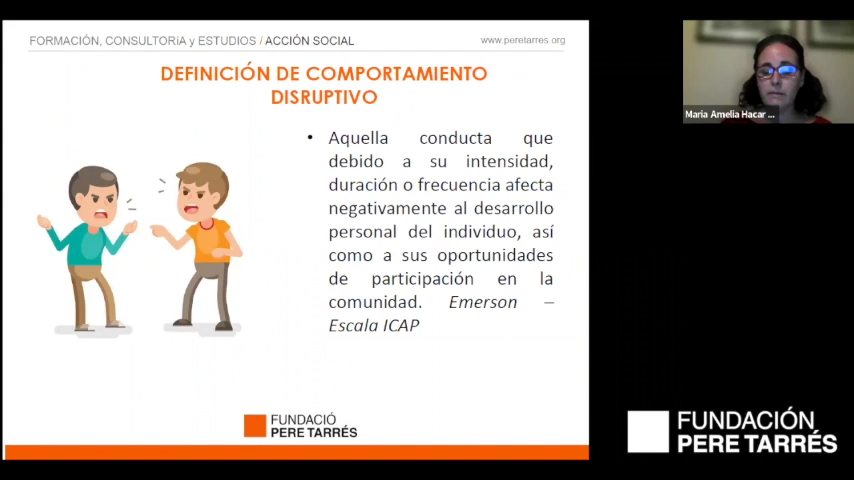 FORMACIÓN, CONSULTORíA y ESTUDIOS / ACCIÓN SOCIAL
www.peretarres.org
DEFINICIÓN DE COMPORTAMIENTO
DISRUPTIVO
• Aquella conducta que
debido a su intensidad,
duración o frecuencia afecta
negativamente al desarrollo
personal del individuo, así
como a sus oportunidades
de participación en la
comunidad. Emerson –
Escala ICAP
FUNDACIÓ
PERE TARRÉS
Maria Amelia Hacar ...
FUNDACIÓN
PERE TARRÉS